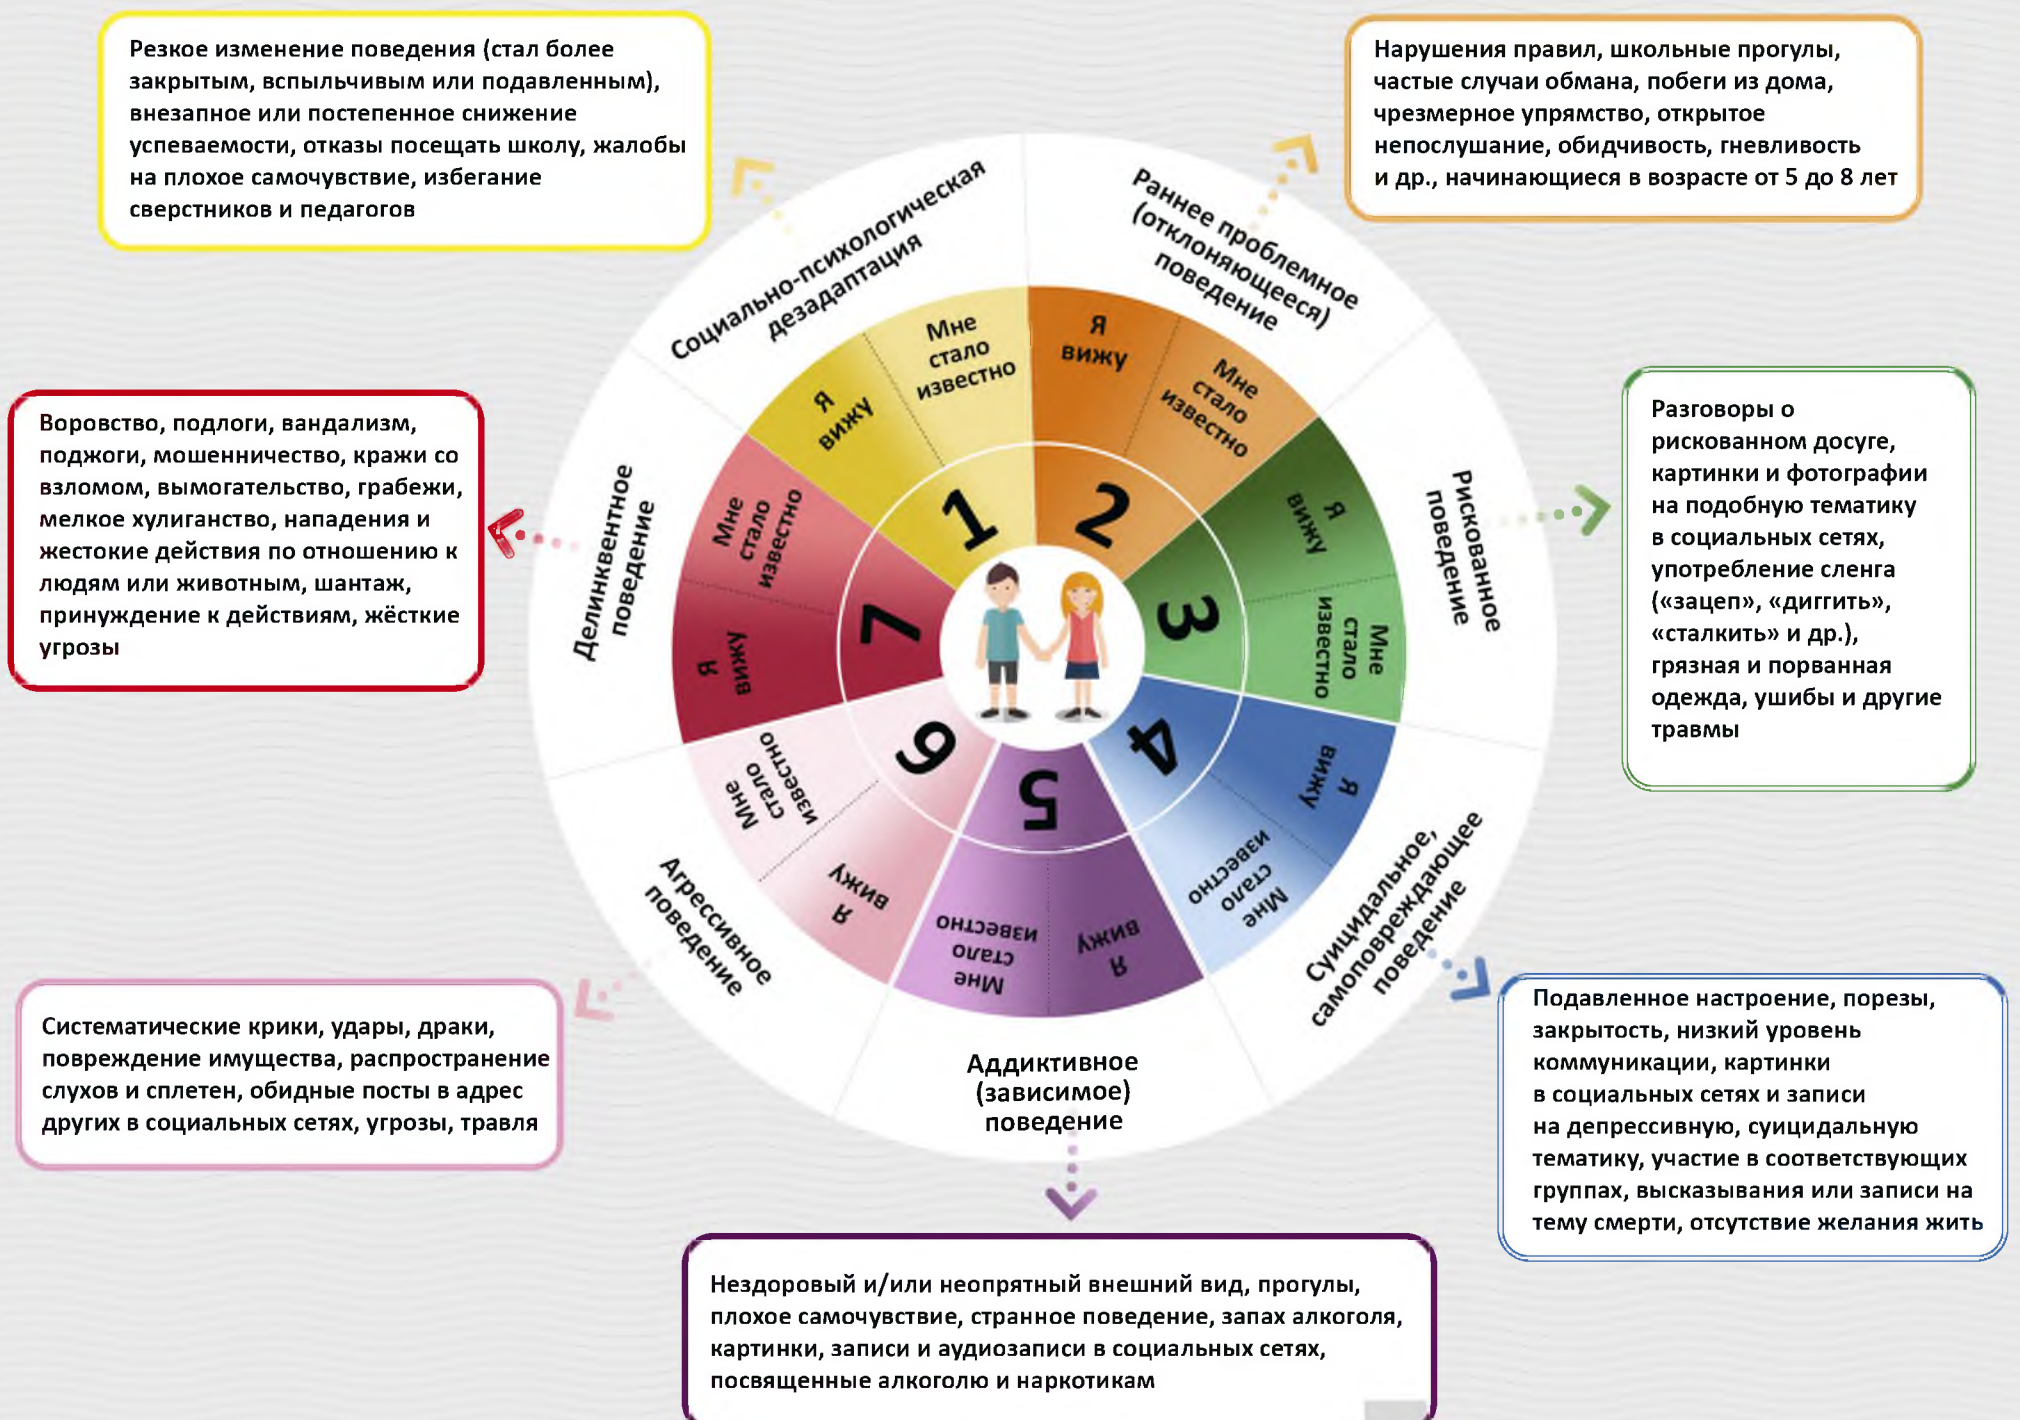 Резкое изменение поведения (стал более
закрытым, вспыльчивым или подавленным),
внезапное или постепенное снижение
успеваемости, отказы посещать школу, жалобы
на плохое самочувствие, избегание
сверстников и педагогов
Нарушения правил, школьные прогулы,
частые случаи обмана, побеги из дома,
чрезмерное упрямство, открытое
непослушание, обидчивость, гневливость
и др., начинающиеся в возрасте от 5 до 8 лет
Социально-психологическая
дезадаптация
Я
вижу
Мне
стало
известно
1
Раннее проблемное
(отклоняющееся)
поведение
Я
вижу
Мне
стало
известно
2
Рискованное
поведение
Я
вижу
Мне
стало
известно
3
Разговоры о
рискованном досуге,
картинки и фотографии
на подобную тематику
в социальных сетях,
употребление сленга
(«зацеп», «диггить»,
«сталкить» и др.),
грязная и порванная
одежда, ушибы и другие
травмы
Суицидальное,
самоповреждающее
поведение
Я
вижу
Мне
стало
известно
4
Подавленное настроение, порезы,
закрытость, низкий уровень
коммуникации, картинки
в социальных сетях и записи
на депрессивную, суицидальную
тематику, участие в соответствующих
группах, высказывания или записи на
тему смерти, отсутствие желания жить
5
Я
вижу
Мне
стало
известно
Аддиктивное
(зависимое)
поведение
Нездоровый и/или неопрятный внешний вид, прогулы,
плохое самочувствие, странное поведение, запах алкоголя,
картинки, записи и аудиозаписи в социальных сетях,
посвященные алкоголю и наркотикам
6
Я
вижу
Мне
стало
известно
Агрессивное
поведение
Систематические крики, удары, драки,
повреждение имущества, распространение
слухов и сплетен, обидные посты в адрес
других в социальных сетях, угрозы, травля
7
Я
вижу
Мне
стало
известно
Делинквентное
поведение
Воровство, подлоги, вандализм,
поджоги, мошенничество, кражи со
взломом, вымогательство, грабежи,
мелкое хулиганство, нападения и
жестокие действия по отношению к
людям или животным, шантаж,
принуждение к действиям, жёсткие
угрозы